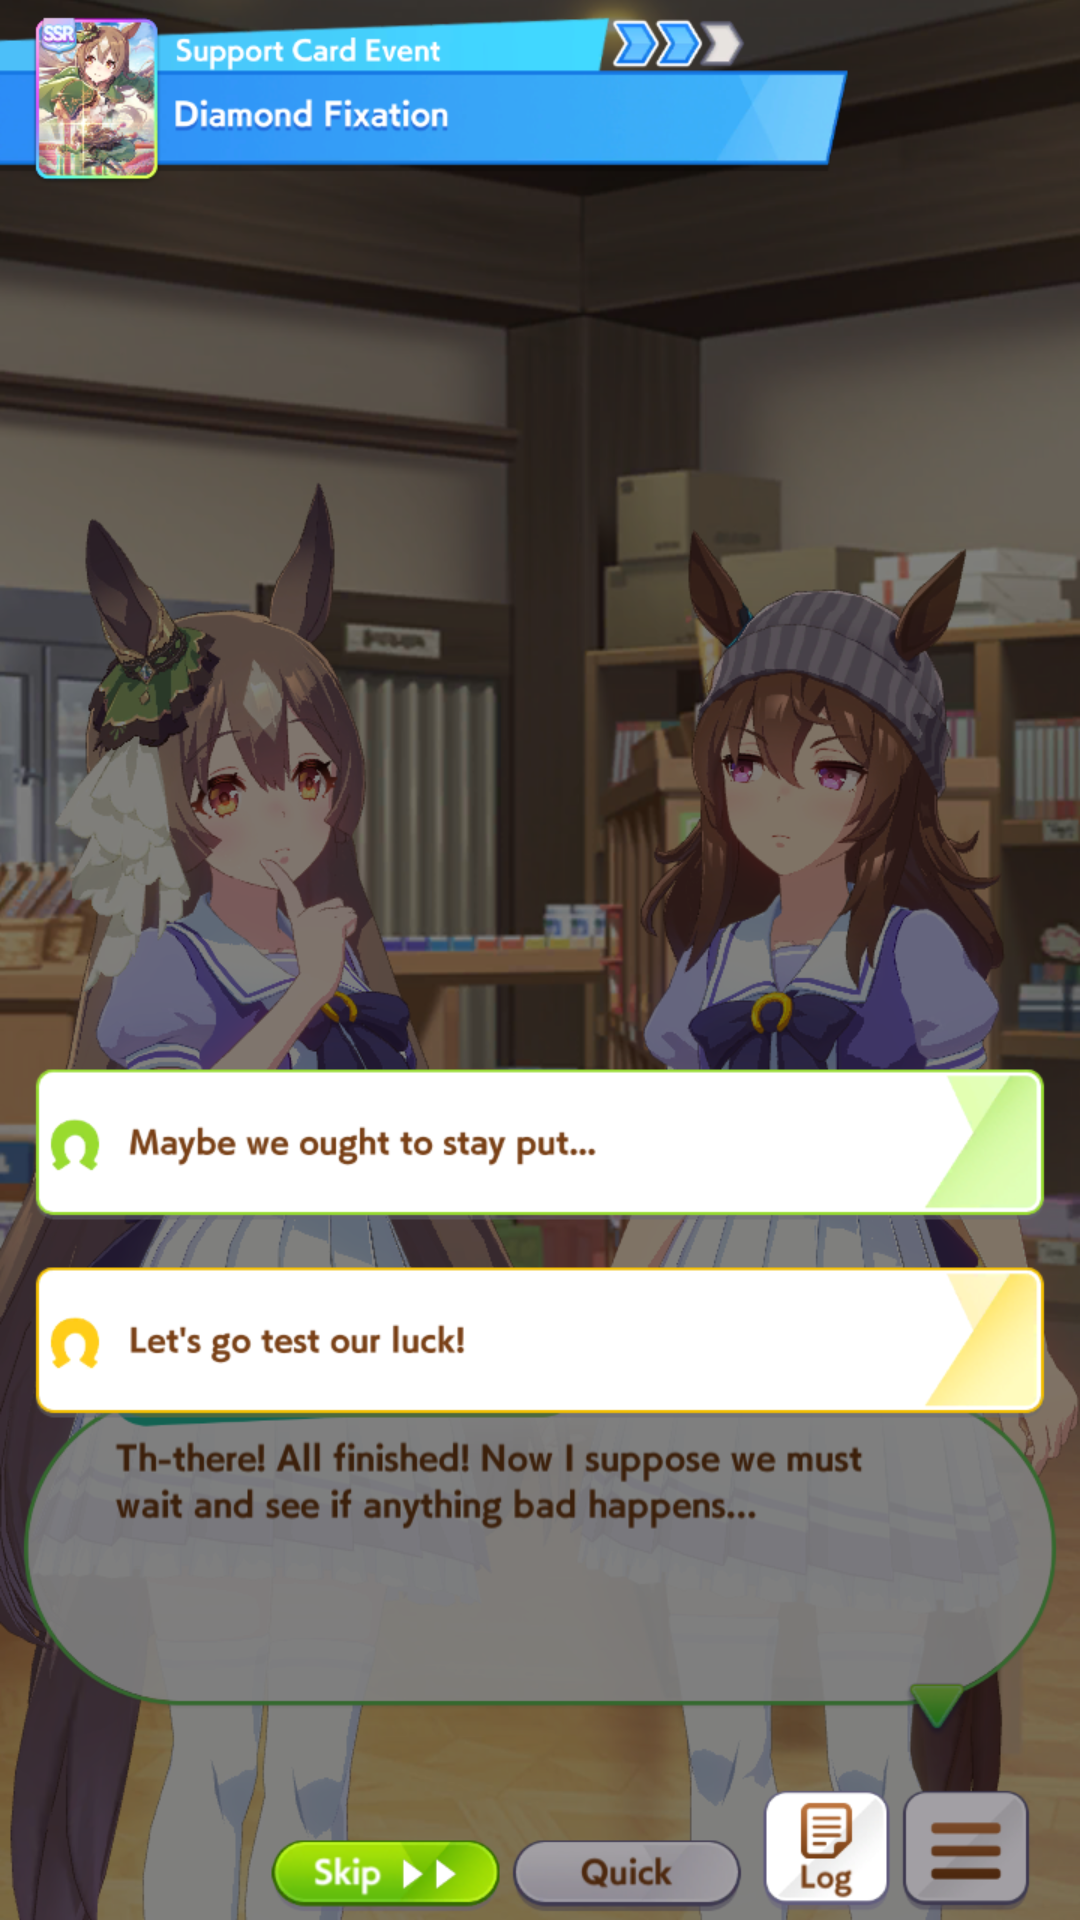 SSR
Support Card Event
Diamond Fixation
Maybe we ought to stay put...
Let's go test our luck!
Th-there! All finished! Now I suppose we must
wait and see if anything bad happens...
Skip
Quick
Log